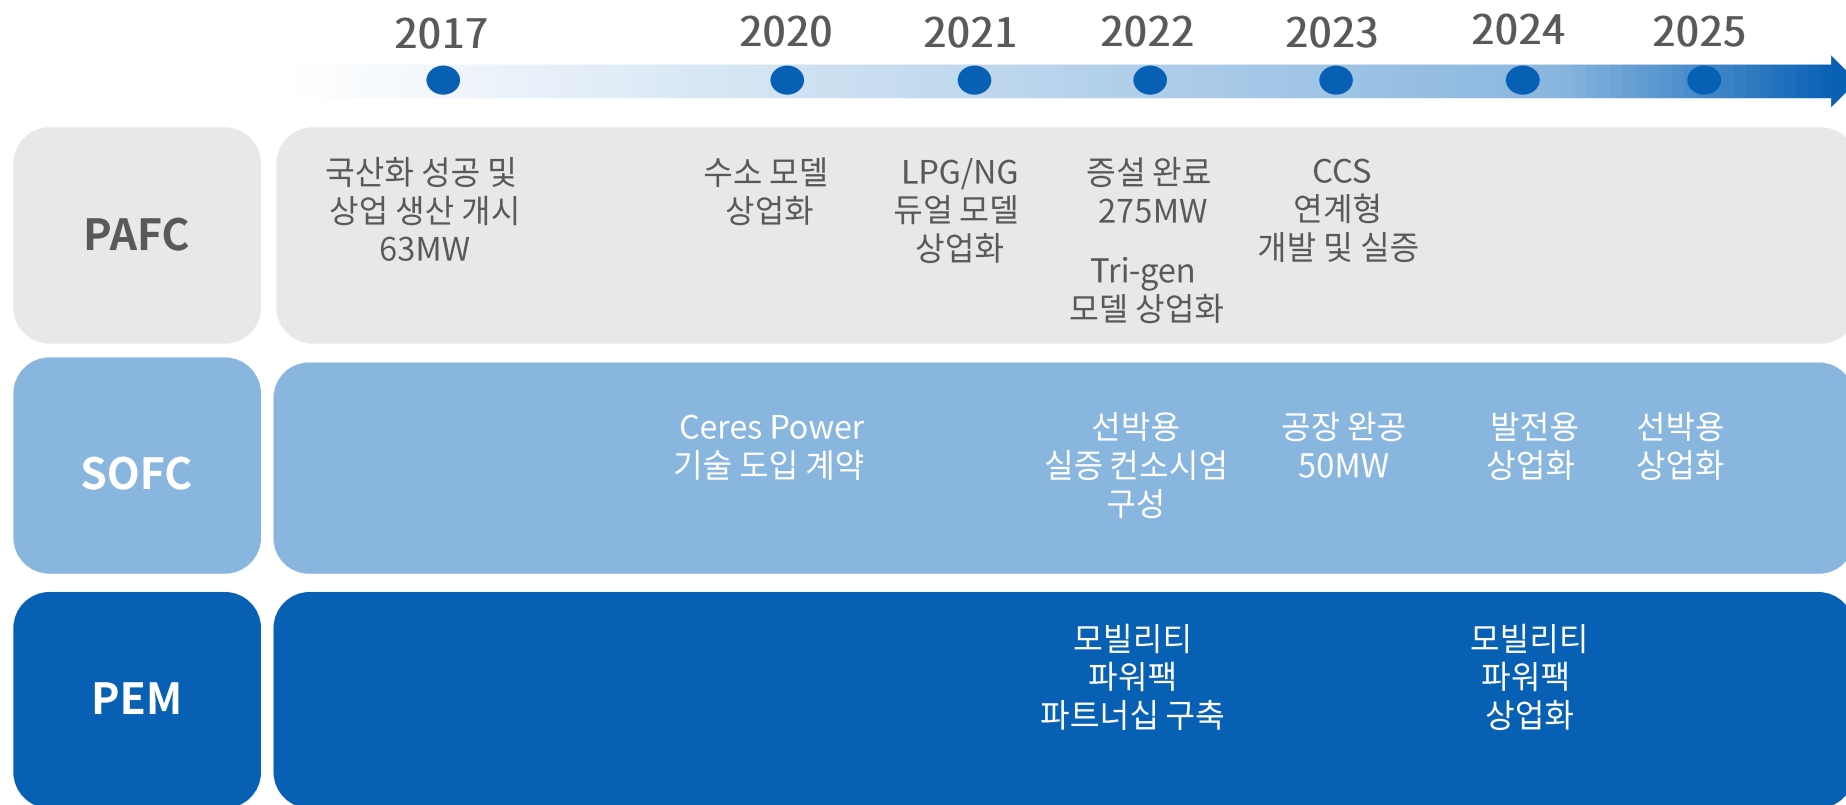 2017
2020
2021
2022
2023
2024
2025
PAFC
국산화 성공 및
상업 생산 개시
63MW
수소 모델
상업화
LPG/NG
듀얼 모델
상업화
증설 완료
275MW
Tri-gen
모델 상업화
CCS
연계형
개발 및 실증
SOFC
Ceres Power
기술 도입 계약
선박용
실증 컨소시엄
구성
공장 완공
50MW
발전용
상업화
선박용
상업화
PEM
모빌리티
파워팩
파트너십 구축
모빌리티
파워팩
상업화